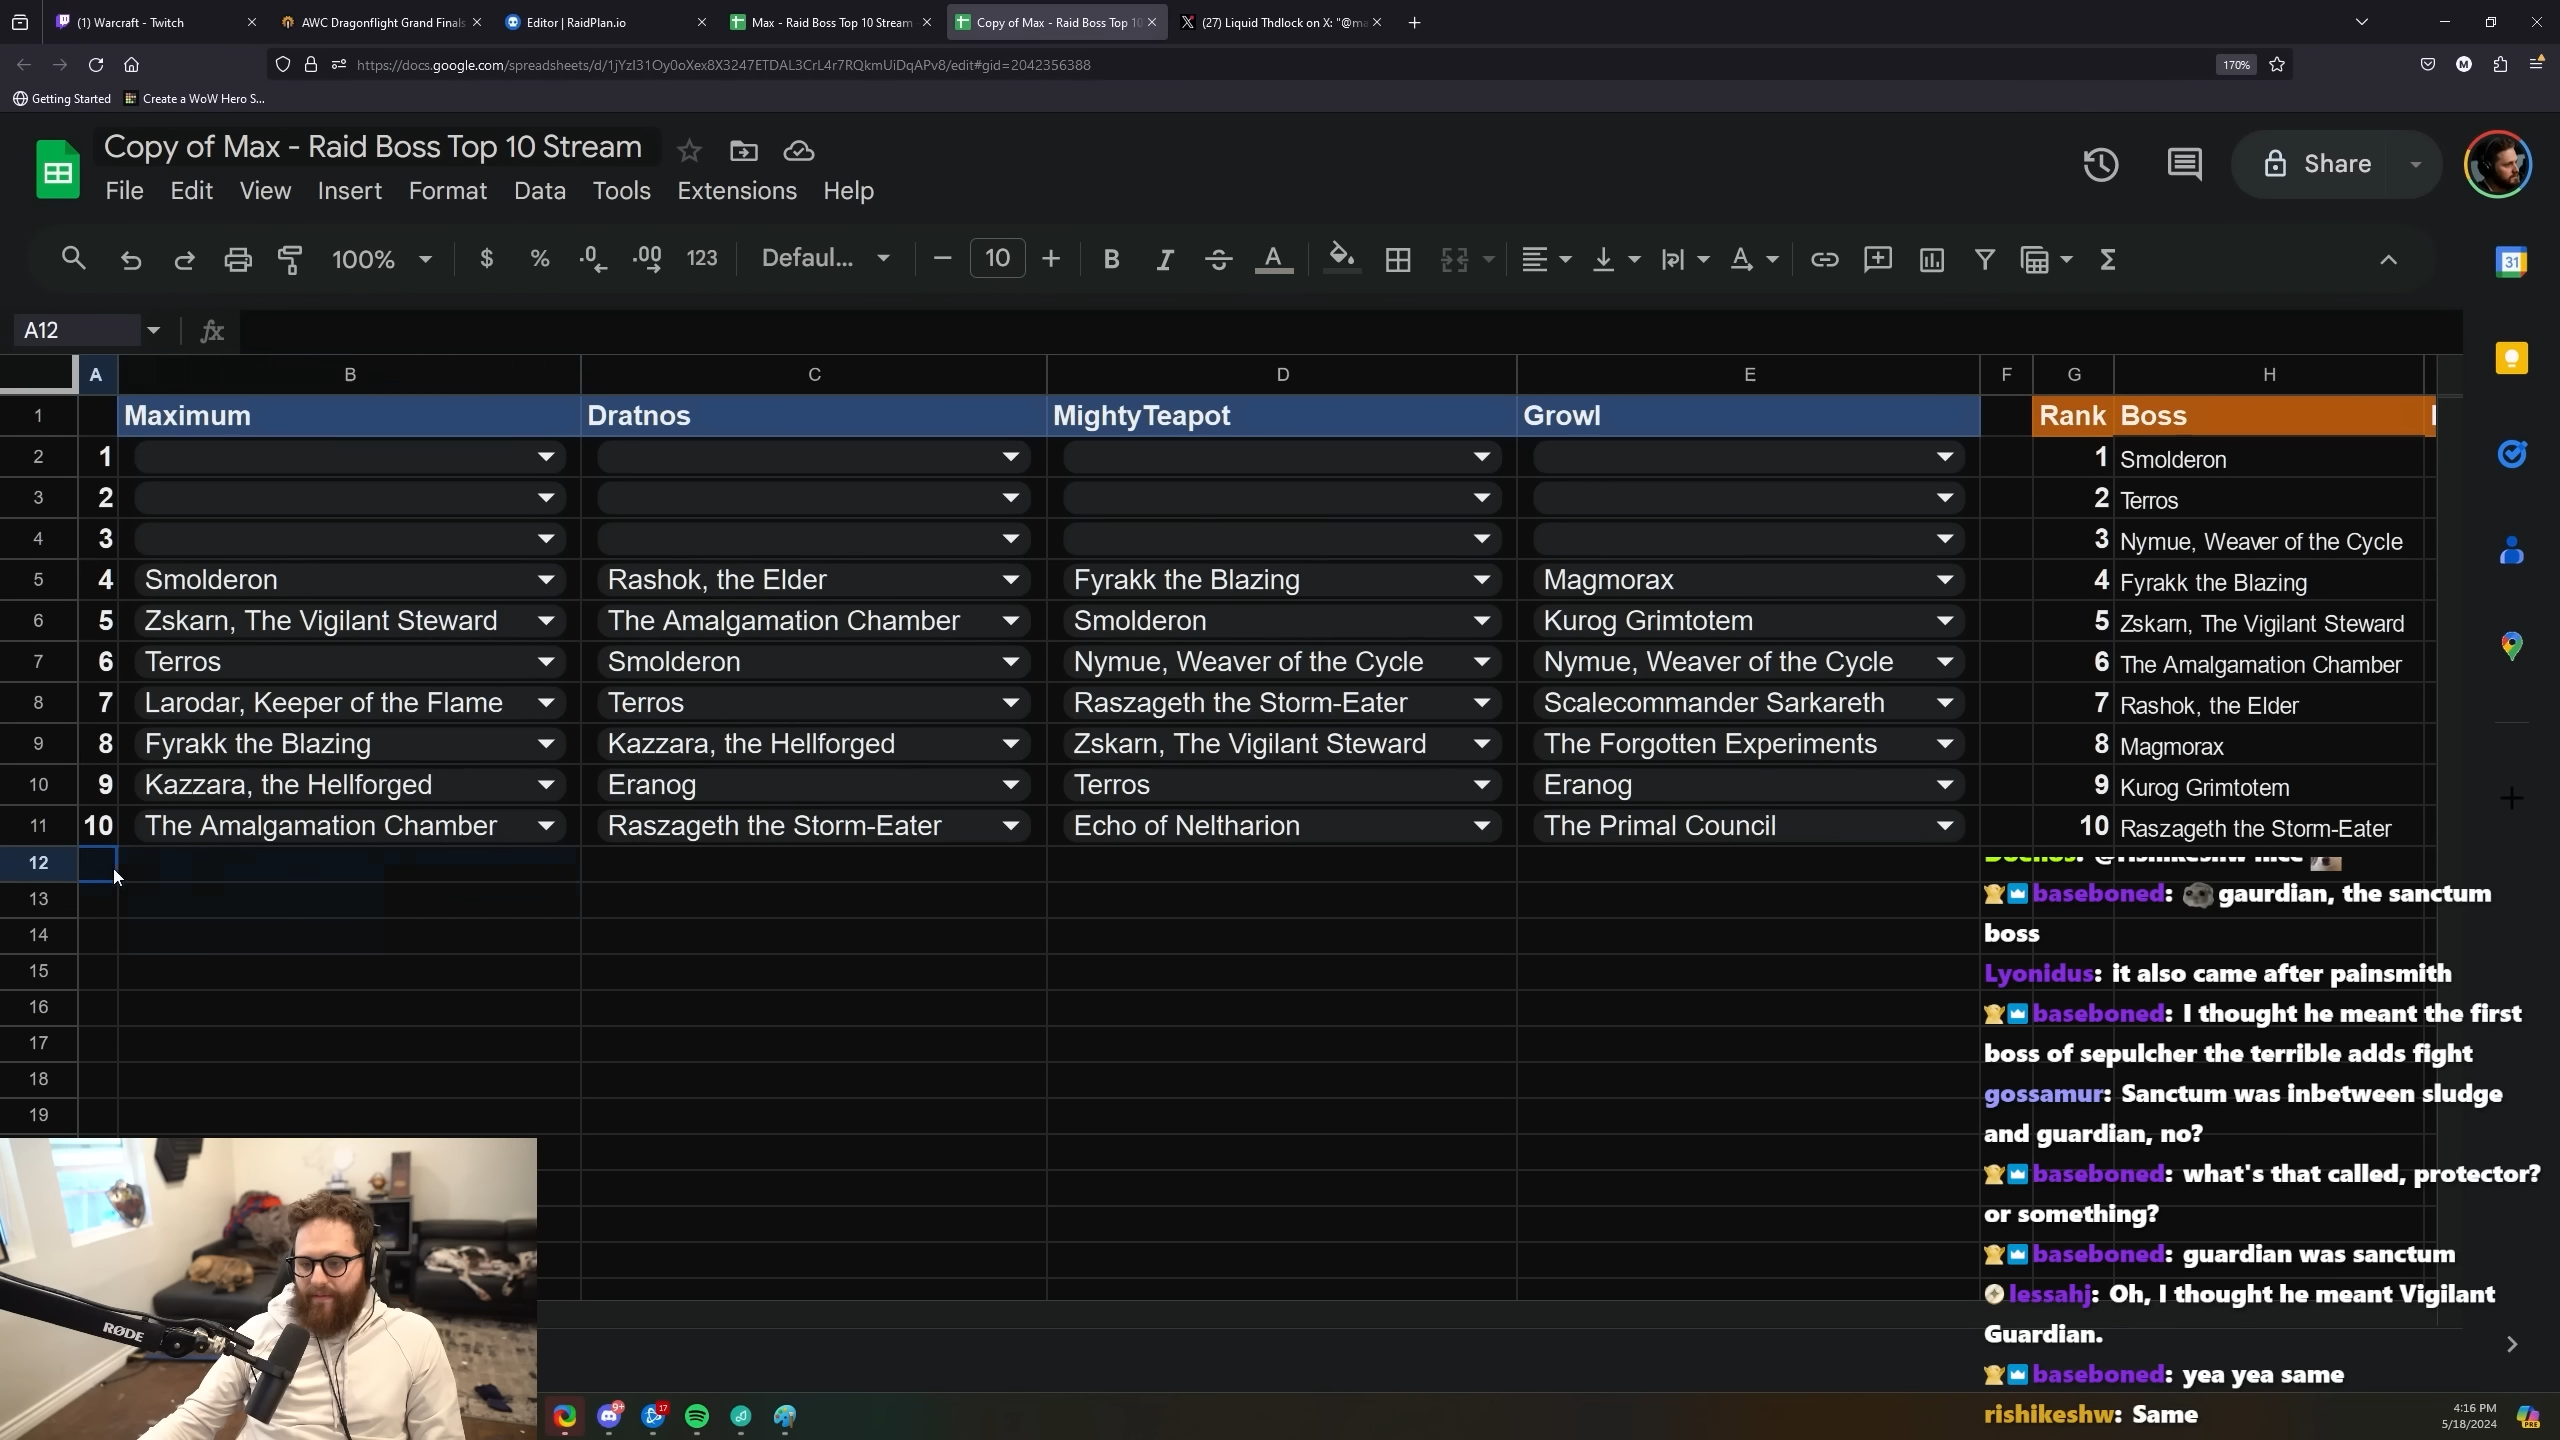 (1) Warcraft - Twitch
AWC Dragonflight Grand Finals
Editor | RaidPlan.io
Max - Raid Boss Top 10 Stream
Copy of Max - Raid Boss Top 10
(27) Liquid Thdlock on X: "@ma
https://docs.google.com/spreadsheets/d/1jYzI31Oy0oXex8X3247ETDAL3CrL4r7RQkmUiDqAPv8/edit#gid=2042356388
170%
M
Getting Started
Create a WoW Hero S...
Copy of Max - Raid Boss Top 10 Stream
File Edit View Insert Format Data Tools Extensions Help
Share
100% $ % .0 .00 123 Defaul... 10 B I A
31
A12 fx
A B C D E F G H
1 Maximum Dratnos MightyTeapot Growl Rank Boss
2 1 1 Smolderon
3 2 2 Terros
4 3 3 Nymue, Weaver of the Cycle
5 4 Smolderon Rashok, the Elder Fyrakk the Blazing Magmorax 4 Fyrakk the Blazing
6 5 Zskarn, The Vigilant Steward The Amalgamation Chamber Smolderon Kurog Grimtotem 5 Zskarn, The Vigilant Steward
7 6 Terros Smolderon Nymue, Weaver of the Cycle Nymue, Weaver of the Cycle 6 The Amalgamation Chamber
8 7 Larodar, Keeper of the Flame Terros Raszageth the Storm-Eater Scalecommander Sarkareth 7 Rashok, the Elder
9 8 Fyrakk the Blazing Kazzara, the Hellforged Zskarn, The Vigilant Steward The Forgotten Experiments 8 Magmorax
10 9 Kazzara, the Hellforged Eranog Terros Eranog 9 Kurog Grimtotem
11 10 The Amalgamation Chamber Raszageth the Storm-Eater Echo of Neltharion The Primal Council 10 Raszageth the Storm-Eater
12
13
14
15
16
17
18
19
@rishikeshw nice
baseboned: gaurdian, the sanctum
boss
Lyonidus: it also came after painsmith
baseboned: I thought he meant the first
boss of sepulcher the terrible adds fight
gossamur: Sanctum was inbetween sludge
and guardian, no?
baseboned: what's that called, protector?
or something?
baseboned: guardian was sanctum
lessahj: Oh, I thought he meant Vigilant
Guardian.
baseboned: yea yea same
rishikeshw: Same
RØDE
9+
17
4:16 PM
5/18/2024
PRE